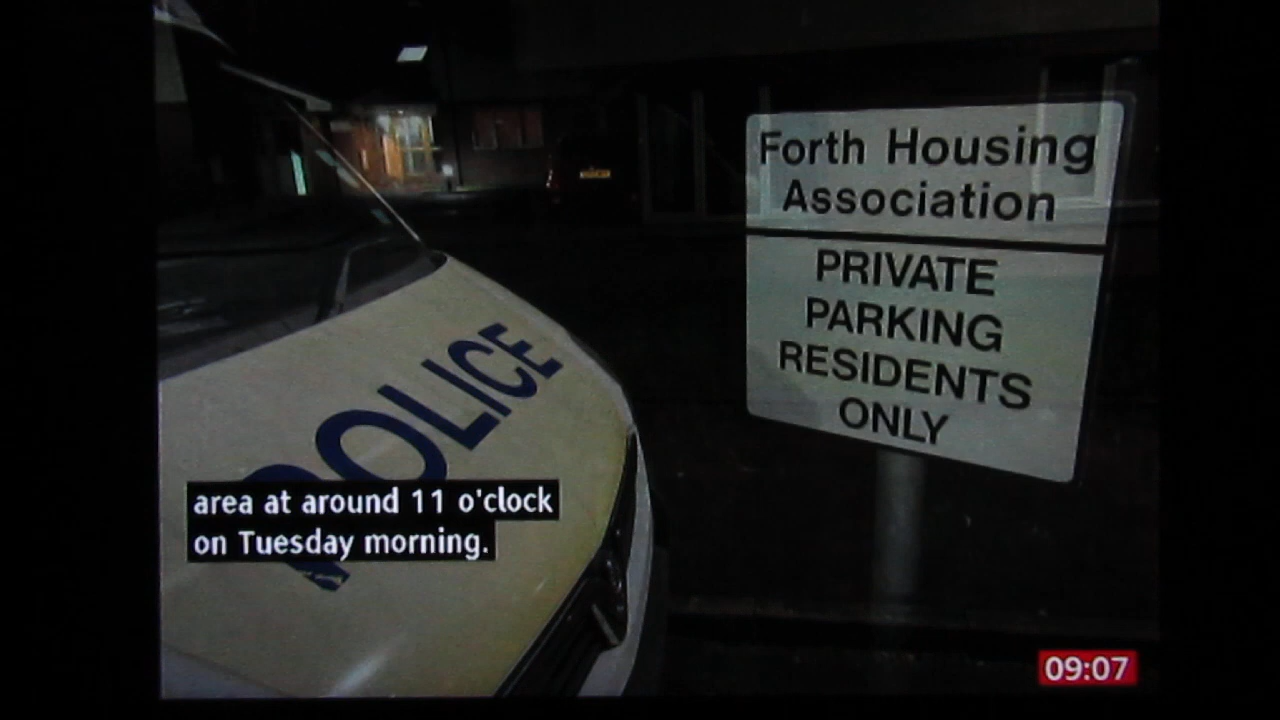 Forth Housing
Association
PRIVATE
PARKING
RESIDENTS
ONLY
POLICE
area at around 11 o'clock
on Tuesday morning.
09:07